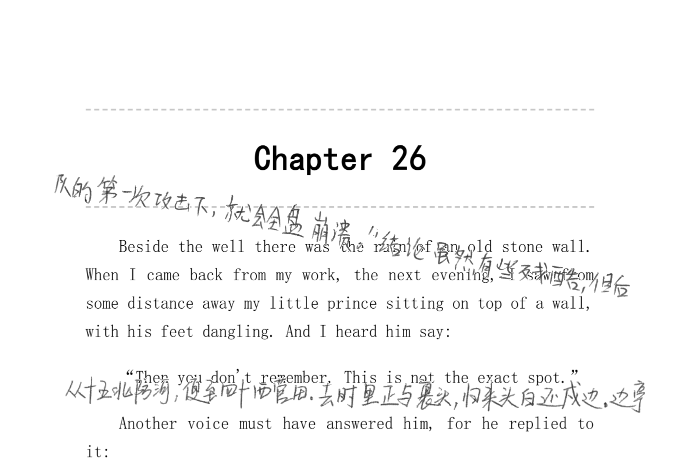 Chapter 26
队的第一次攻击下，就会全盘崩溃。"结论虽然有些残酷，但后
Beside the well there was the ruin of an old stone wall.
When I came back from my work, the next evening, I saw from
some distance away my little prince sitting on top of a wall,
with his feet dangling. And I heard him say:
"Then you don't remember. This is not the exact spot."
从十五北防河，便至四十西营田。去时里正与裹头，归来头白还戍边。边亭
Another voice must have answered him, for he replied to
it: